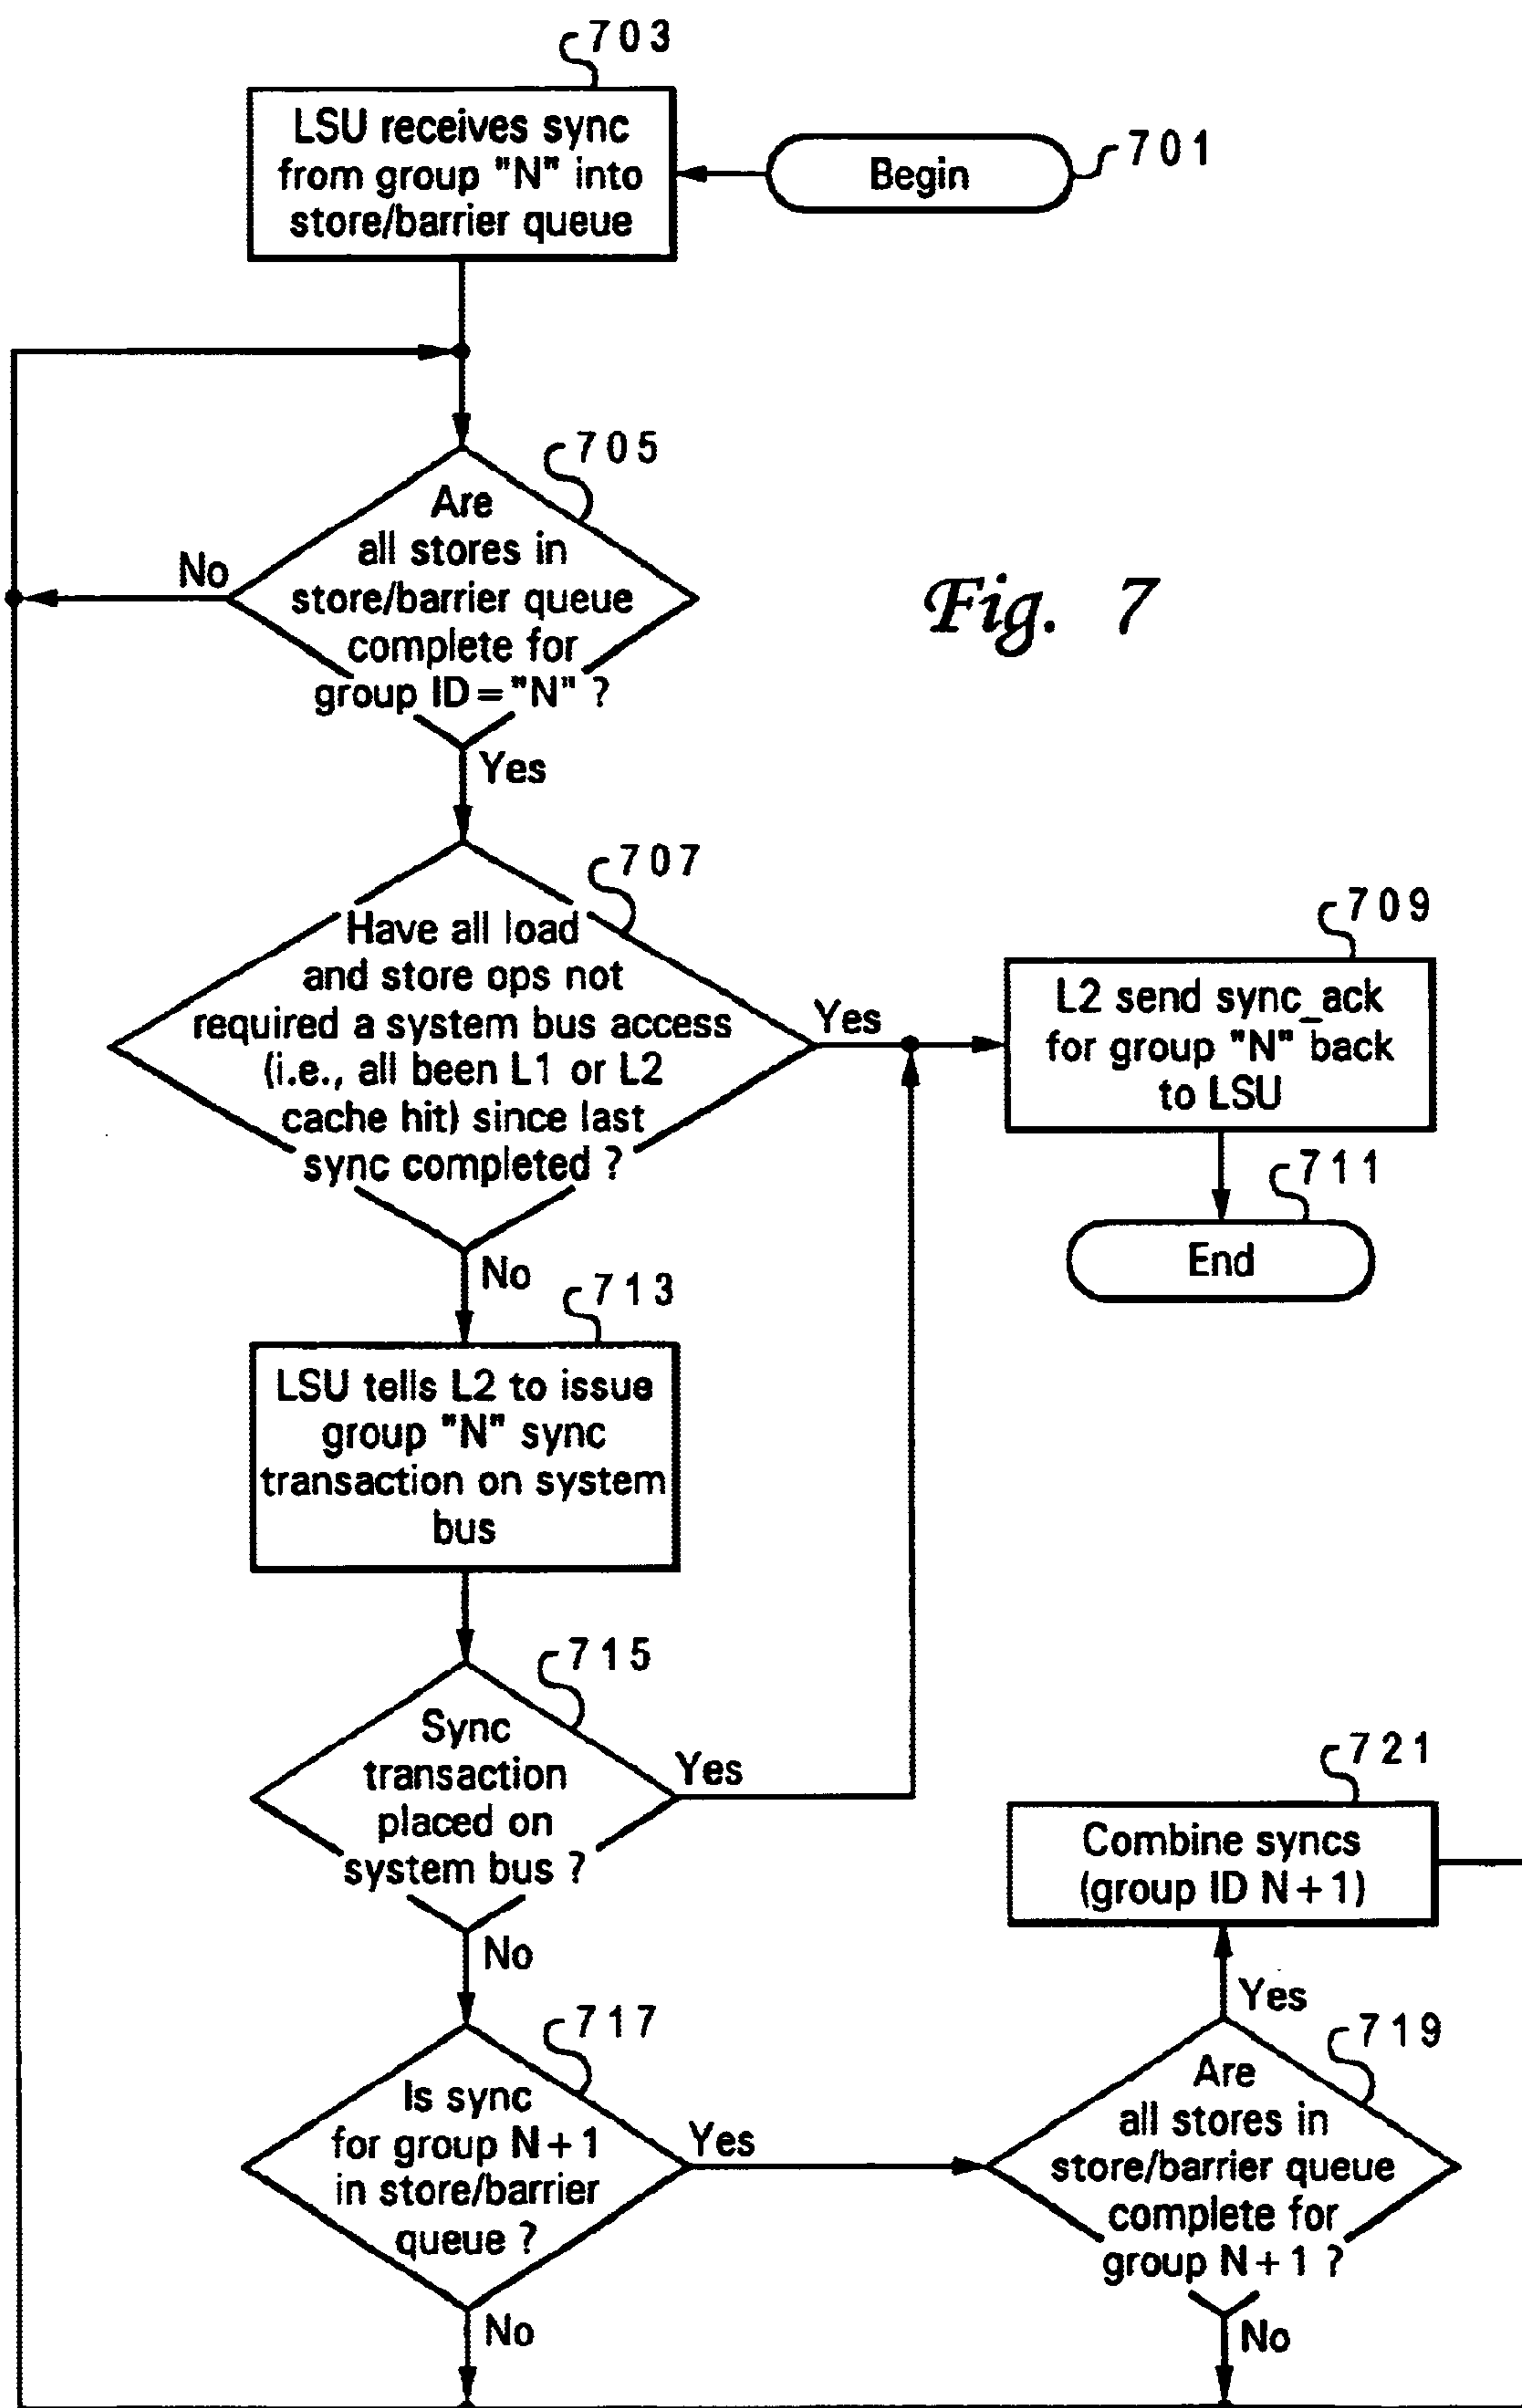 703
LSU receives sync
from group "N" into
store/barrier queue
Begin
701
705
Are
all stores in
store/barrier queue
complete for
group ID="N" ?
No
Yes
Fig. 7
707
Have all load
and store ops not
required a system bus access
(i.e., all been L1 or L2
cache hit) since last
sync completed ?
Yes
No
709
L2 send sync_ack
for group "N" back
to LSU
711
End
713
LSU tells L2 to issue
group "N" sync
transaction on system
bus
715
Sync
transaction
placed on
system bus ?
Yes
No
717
Is sync
for group N+1
in store/barrier
queue ?
Yes
No
721
Combine syncs
(group ID N+1)
Yes
719
Are
all stores in
store/barrier queue
complete for
group N+1 ?
No